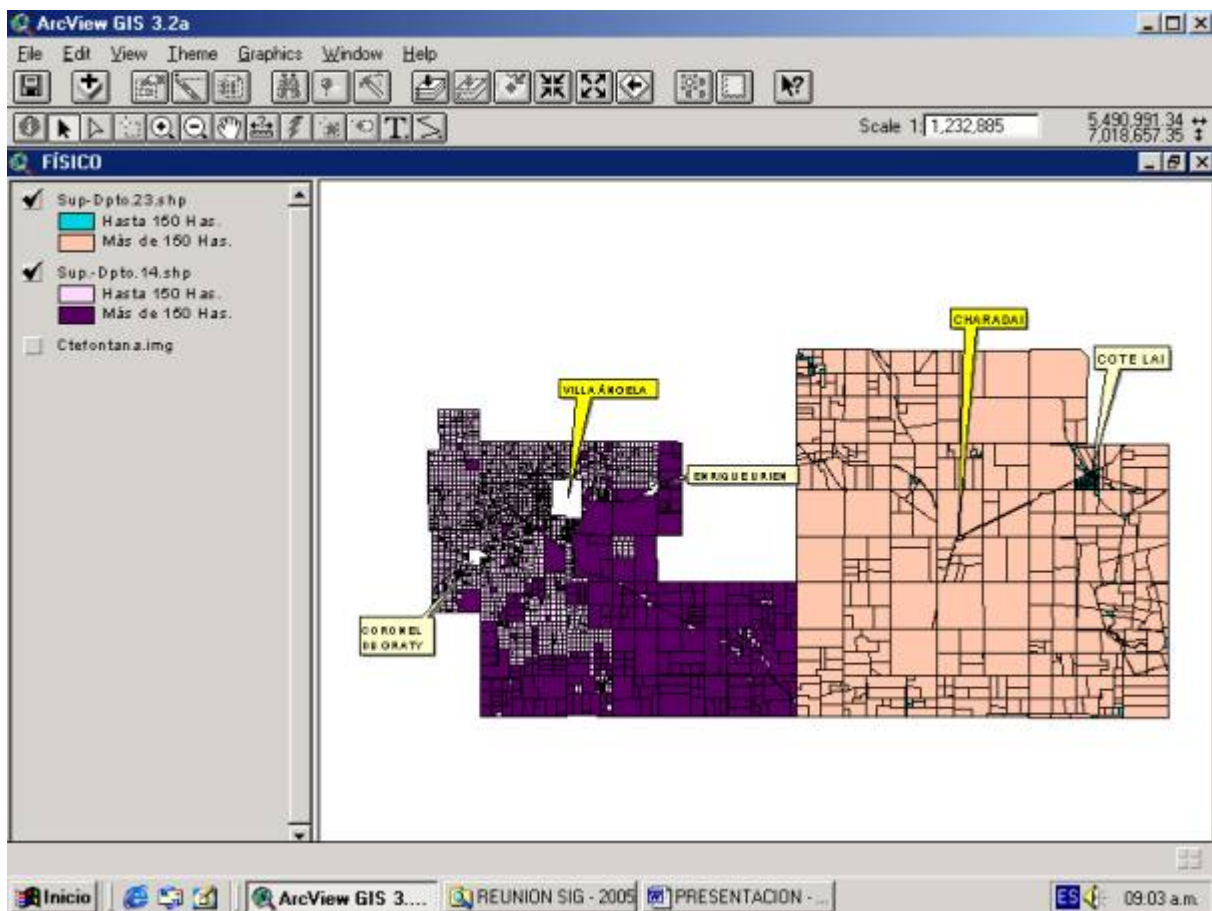 ArcView GIS 3.2a
File Edit View Theme Graphics Window Help
Scale 1: 1,232,885
5,490,991.34
7,018,657.35
FÍSICO
Sup-Dpto.23.shp
Hasta 150 Has.
Más de 150 Has.
Sup.-Dpto.14.shp
Hasta 150 Has.
Más de 150 Has.
Ctefontana.img
CHARADAI
COTE LAI
VILLA ÁNGELA
ENRIQUE URIEN
CORONEL
DU GRATY
Inicio
ArcView GIS 3....
REUNION SIG - 2005
PRESENTACION - ...
ES
09:03 a.m.